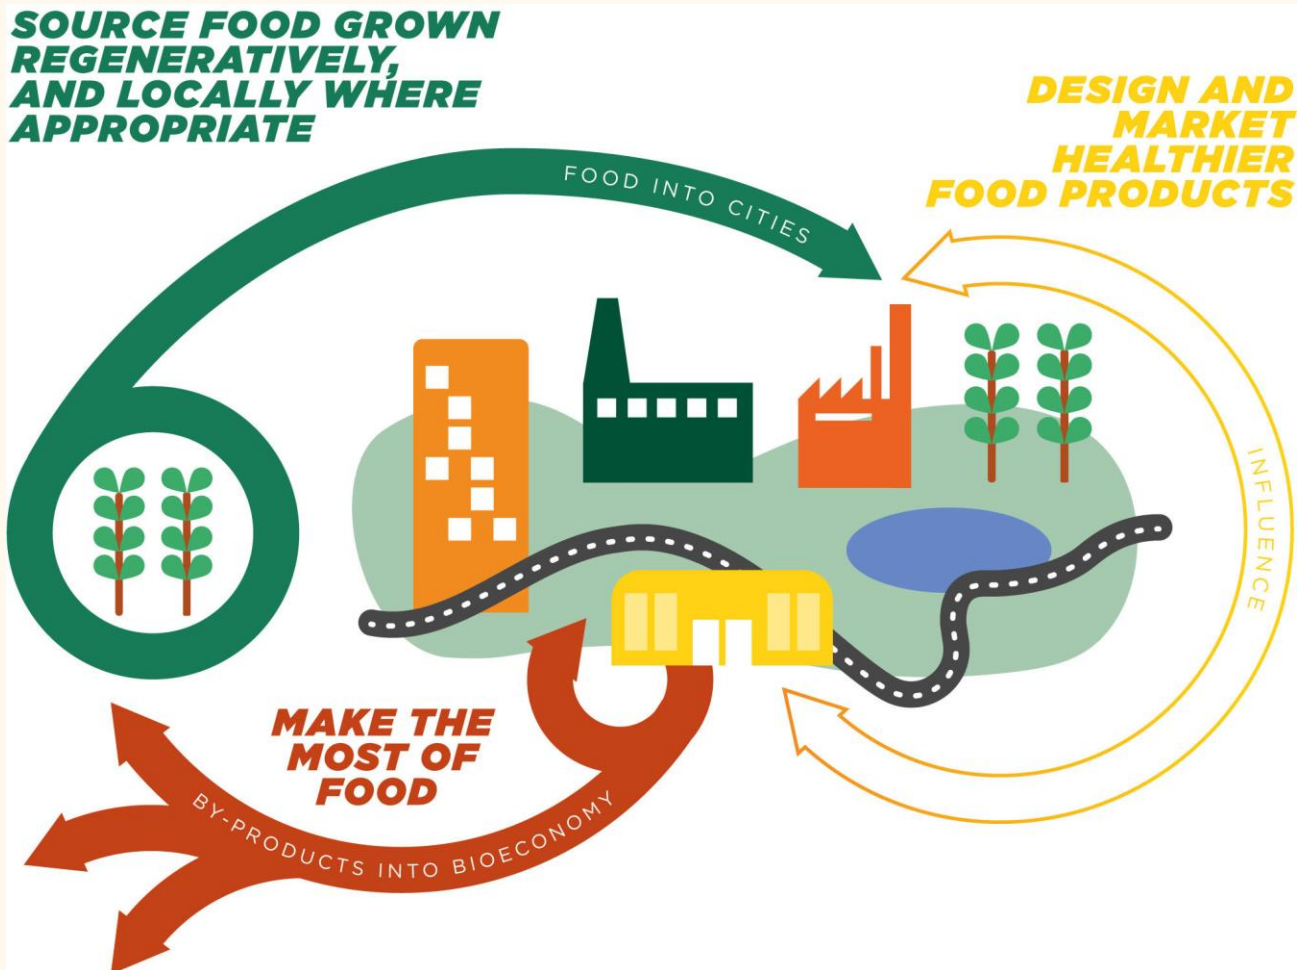 SOURCE FOOD GROWN
REGENERATIVELY,
AND LOCALLY WHERE
APPROPRIATE
DESIGN AND
MARKET
HEALTHIER
FOOD PRODUCTS
FOOD INTO CITIES
INFLUENCE
MAKE THE
MOST OF
FOOD
BY-PRODUCTS INTO BIOECONOMY